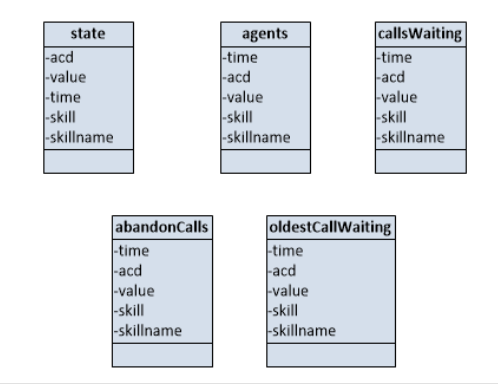 state
-acd
-value
-time
-skill
-skillname
agents
-time
-acd
-value
-skill
-skillname
callsWaiting
-time
-acd
-value
-skill
-skillname
abandonCalls
-time
-acd
-value
-skill
-skillname
oldestCallWaiting
-time
-acd
-value
-skill
-skillname